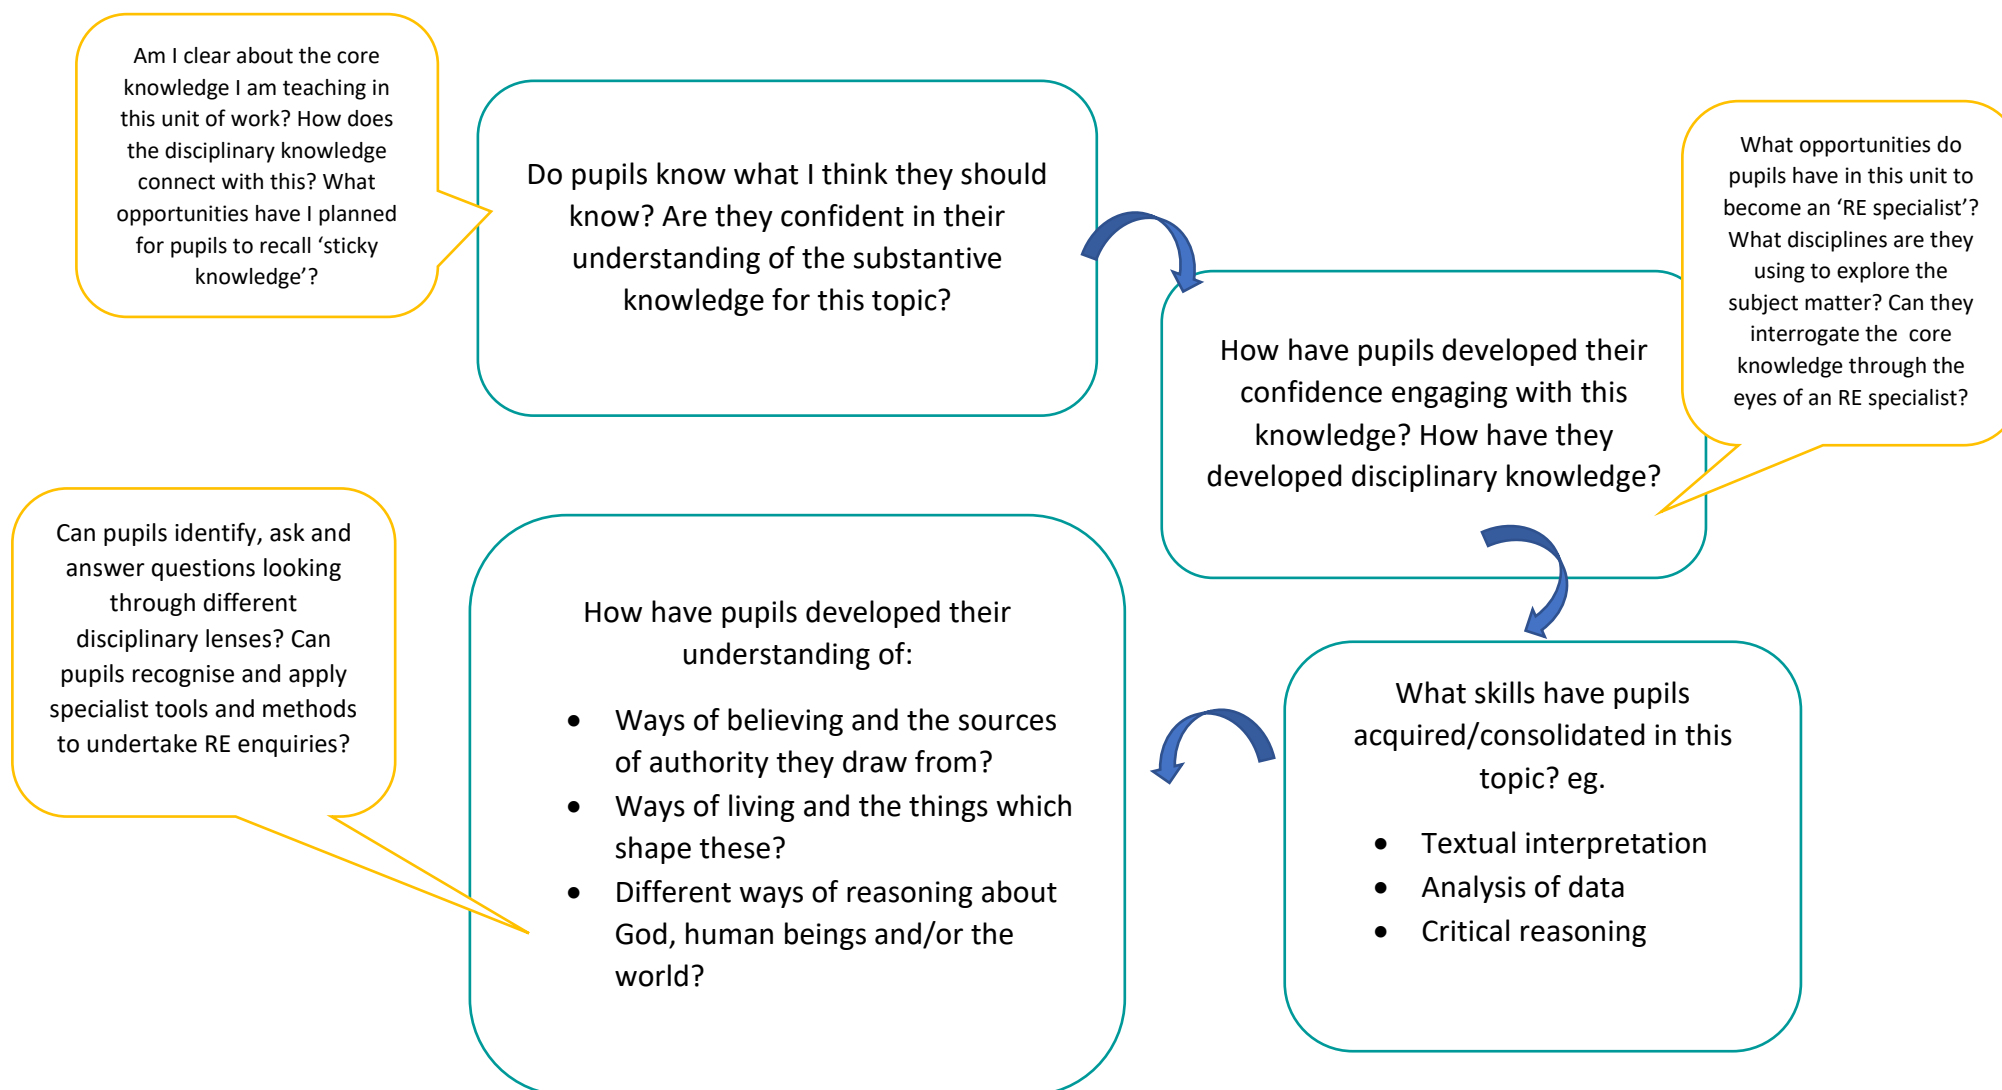 Am I clear about the core
knowledge I am teaching in
this unit of work? How does
the disciplinary knowledge
connect with this? What
opportunities have I planned
for pupils to recall ‘sticky
knowledge’?
Do pupils know what I think they should
know? Are they confident in their
understanding of the substantive
knowledge for this topic?
What opportunities do
pupils have in this unit to
become an ‘RE specialist’?
What disciplines are they
using to explore the
subject matter? Can they
interrogate the core
knowledge through the
eyes of an RE specialist?
How have pupils developed their
confidence engaging with this
knowledge? How have they
developed disciplinary knowledge?
What skills have pupils
acquired/consolidated in this
topic? eg.
• Textual interpretation
• Analysis of data
• Critical reasoning
How have pupils developed their
understanding of:
• Ways of believing and the sources
of authority they draw from?
• Ways of living and the things which
shape these?
• Different ways of reasoning about
God, human beings and/or the
world?
Can pupils identify, ask and
answer questions looking
through different
disciplinary lenses? Can
pupils recognise and apply
specialist tools and methods
to undertake RE enquiries?